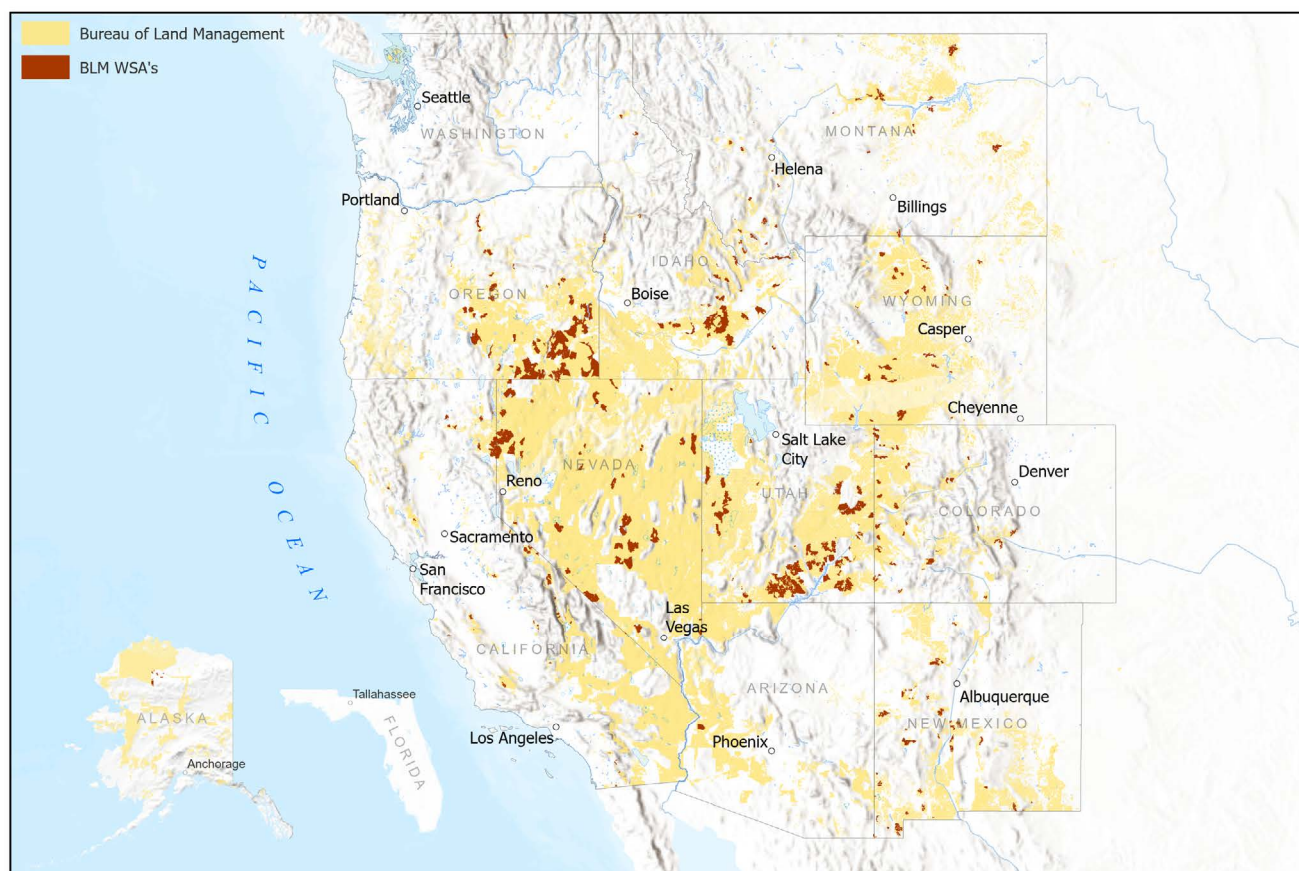 Bureau of Land Management
BLM WSA's
Seattle
WASHINGTON
MONTANA
Helena
Portland
Billings
IDAHO
OREGON
Boise
WYOMING
Casper
PACIFIC OCEAN
Cheyenne
Salt Lake
City
NEVADA
Reno
UTAH
Denver
COLORADO
Sacramento
San
Francisco
Las
Vegas
CALIFORNIA
ARIZONA
Albuquerque
NEW MEXICO
Los Angeles
Phoenix
ALASKA
Anchorage
Tallahassee
FLORIDA